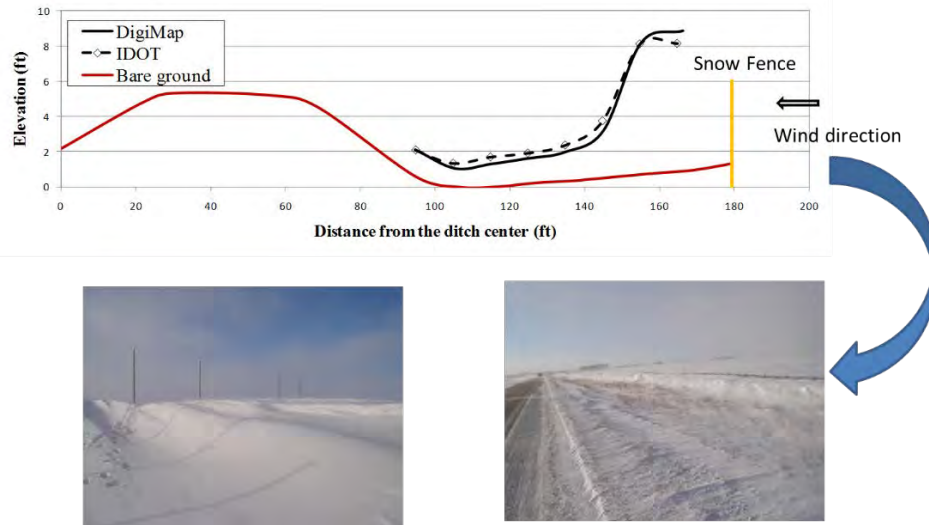 10
8
6
4
2
0
Elevation (ft)
DigiMap
IDOT
Bare ground
Snow Fence
Wind direction
0 20 40 60 80 100 120 140 160 180 200
Distance from the ditch center (ft)